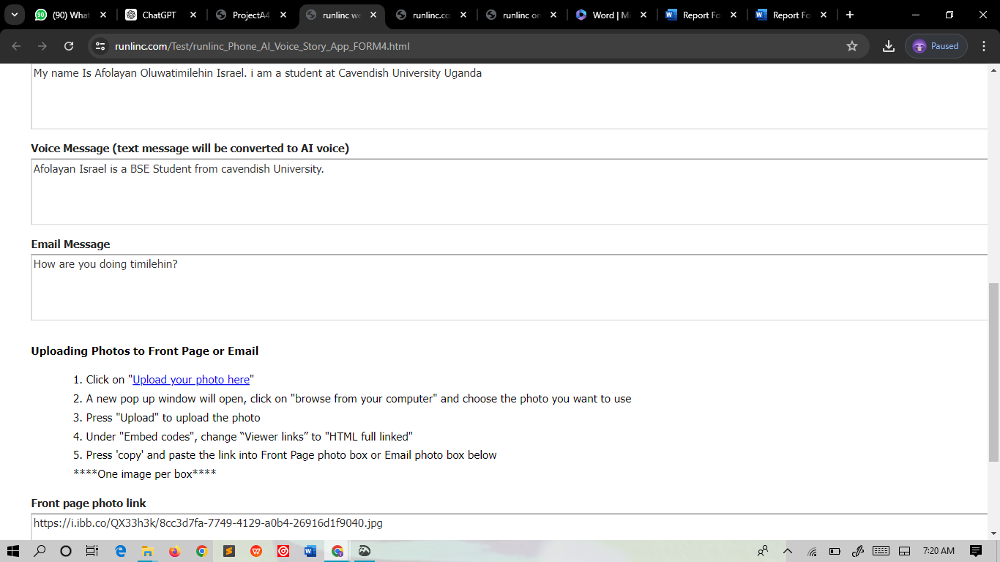 (90) What
ChatGPT
ProjectA4
runlinc we
runlinc.co
runlinc on
Word | Mi
Report Fo
Report Fo
runlinc.com/Test/runlinc_Phone_AI_Voice_Story_App_FORM4.html
Paused
My name Is Afolayan Oluwatimilehin Israel. i am a student at Cavendish University Uganda
Voice Message (text message will be converted to AI voice)
Afolayan Israel is a BSE Student from cavendish University.
Email Message
How are you doing timilehin?
Uploading Photos to Front Page or Email
1. Click on "Upload your photo here"
2. A new pop up window will open, click on "browse from your computer" and choose the photo you want to use
3. Press "Upload" to upload the photo
4. Under "Embed codes", change “Viewer links” to "HTML full linked"
5. Press 'copy' and paste the link into Front Page photo box or Email photo box below
****One image per box****
Front page photo link
https://i.ibb.co/QX33h3k/8cc3d7fa-7749-4129-a0b4-26916d1f9040.jpg
7:20 AM